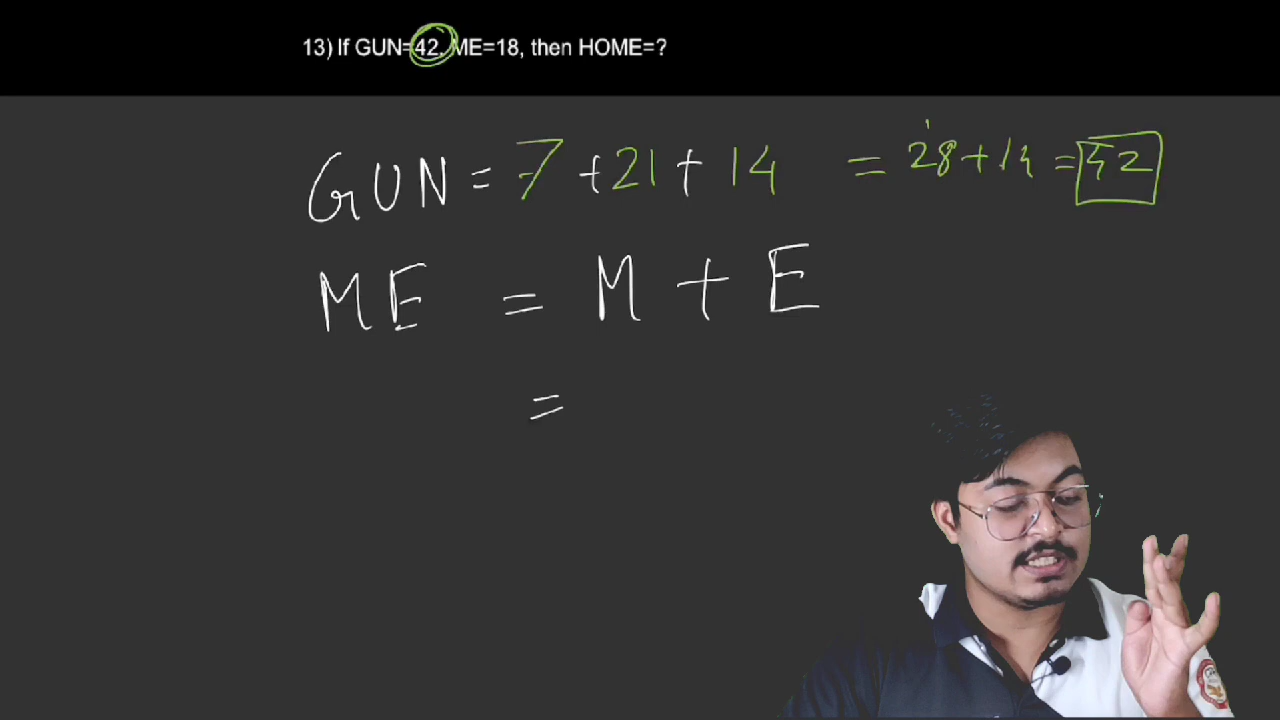 13) If GUN=42, ME=18, then HOME=?
GUN = 7 + 21 + 14 = 28 + 14 = 42
ME = M + E
=